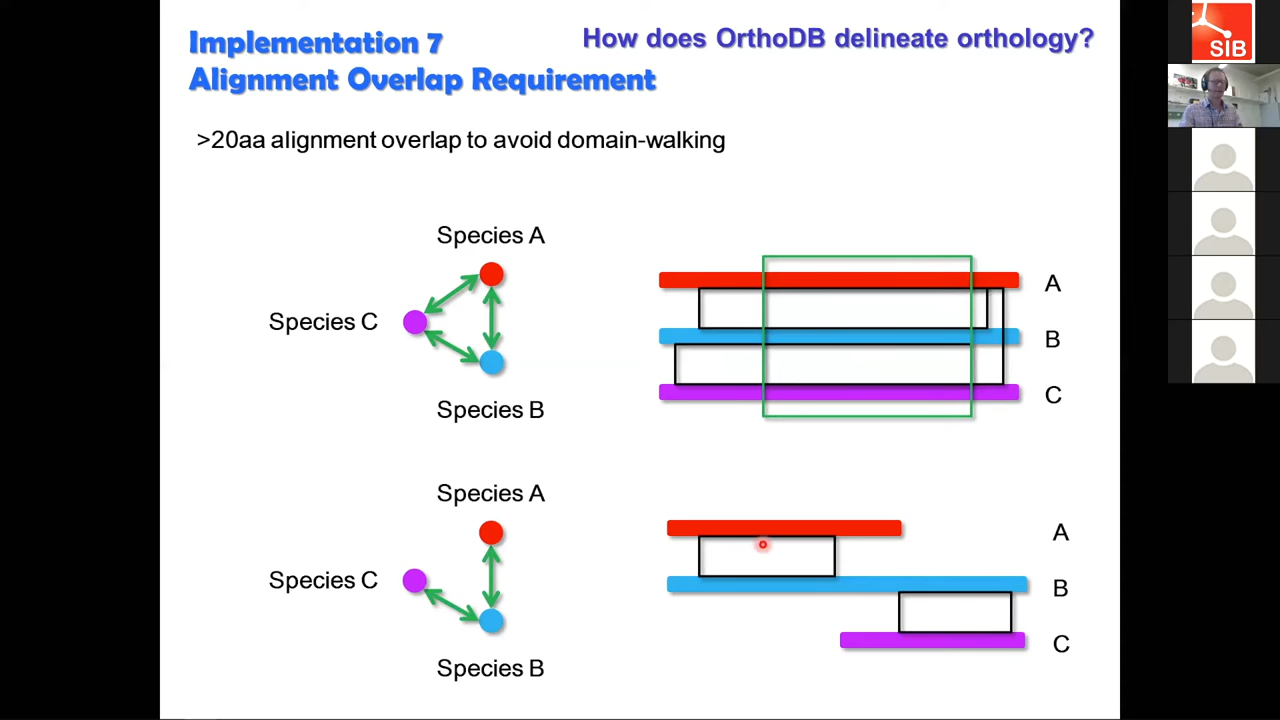 Implementation 7
Alignment Overlap Requirement
How does OrthoDB delineate orthology?
>20aa alignment overlap to avoid domain-walking
Species A
Species C
Species B
A
B
C
Species A
Species C
Species B
A
B
C
SIB